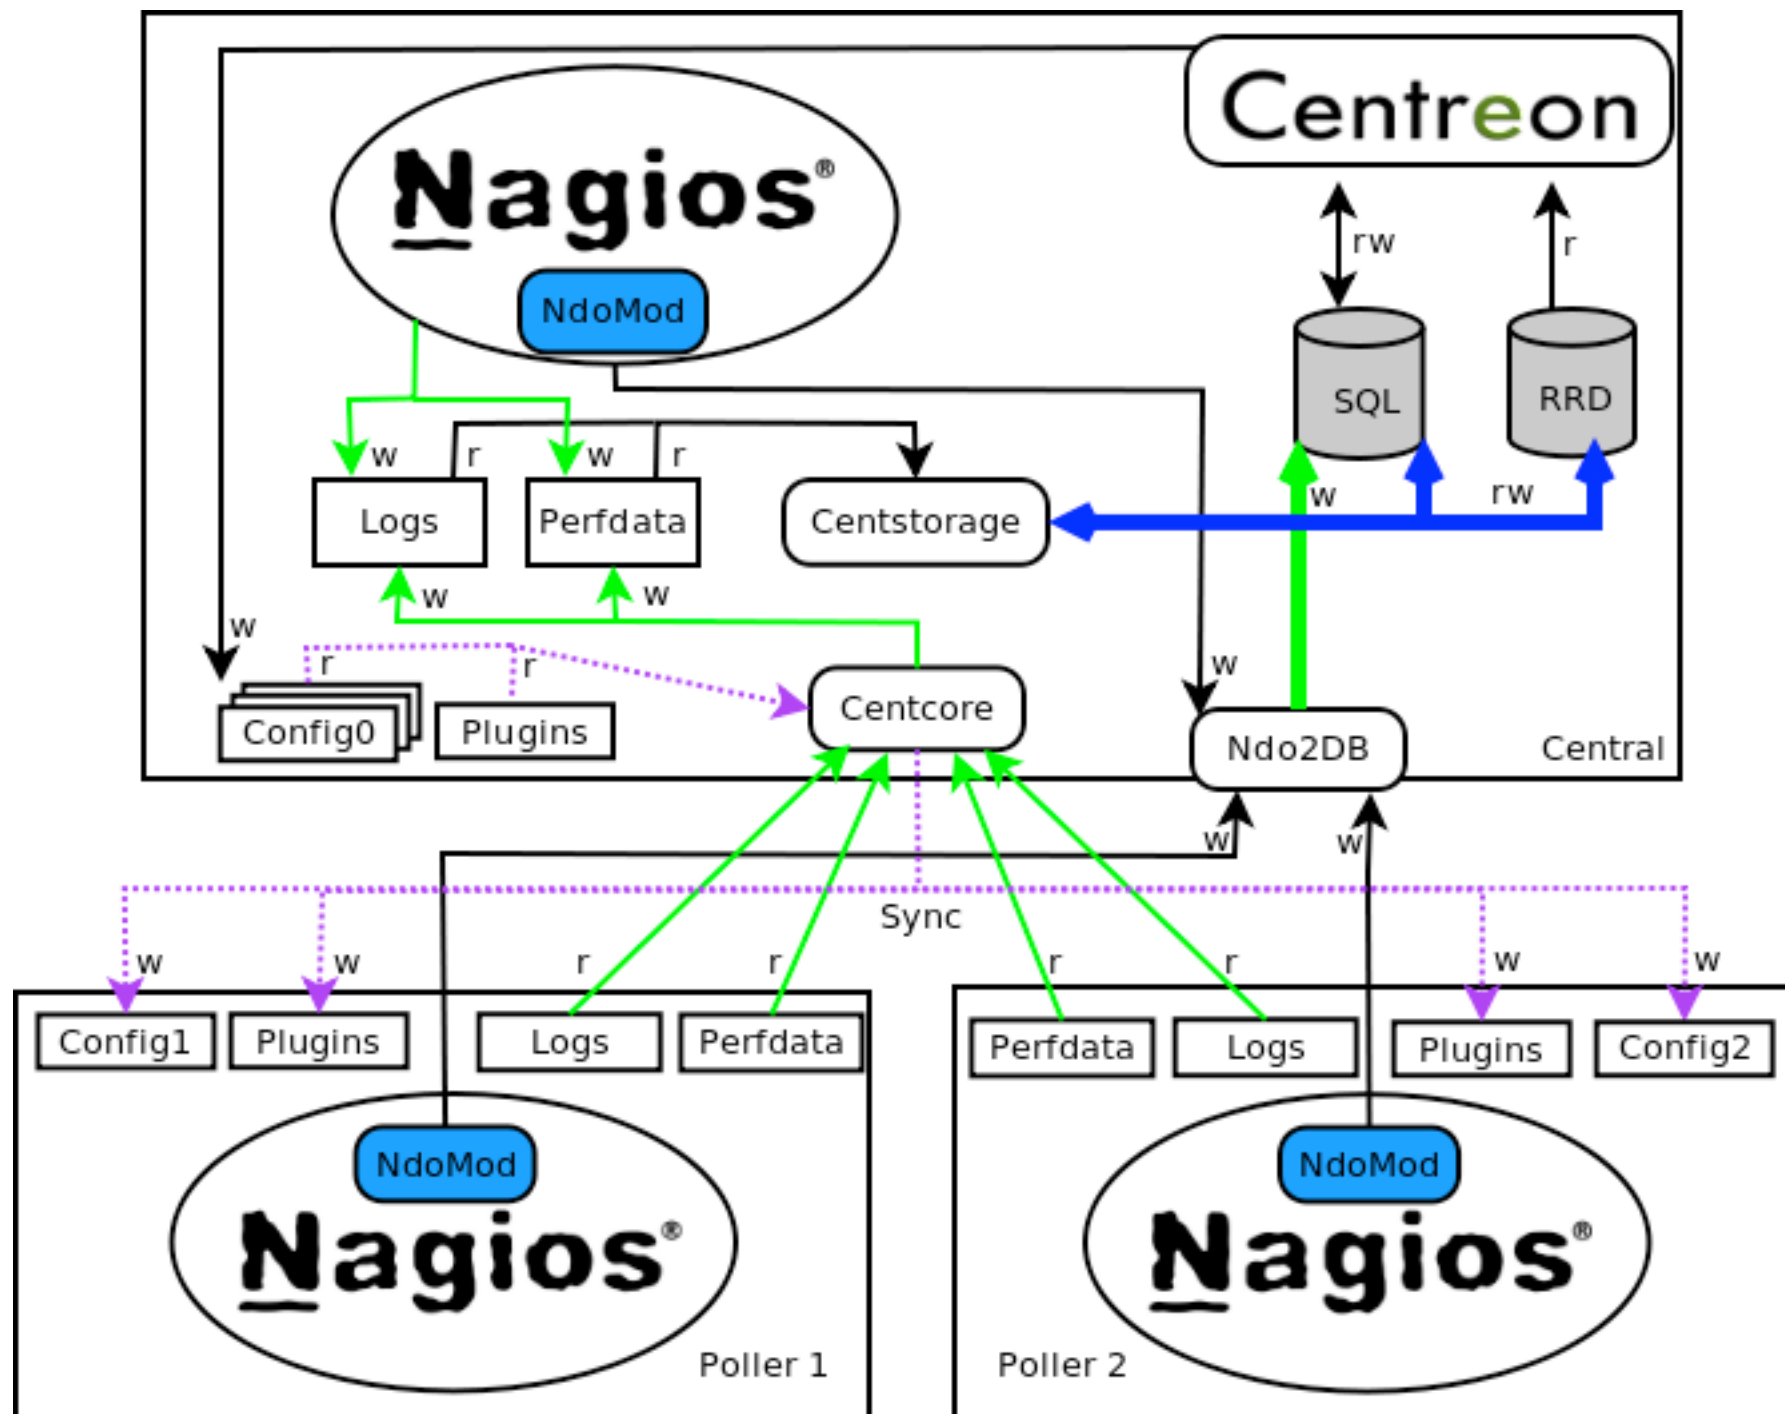 Centreon
Nagios®
NdoMod
rw
r
SQL
RRD
w
r
w
r
w
rw
Logs
Perfdata
Centstorage
w
w
w
r
r
w
Config0
Plugins
Centcore
Ndo2DB
Central
w
w
Sync
w
w
r
r
r
r
w
w
Config1
Plugins
Logs
Perfdata
Perfdata
Logs
Plugins
Config2
NdoMod
NdoMod
Nagios®
Nagios®
Poller 1
Poller 2